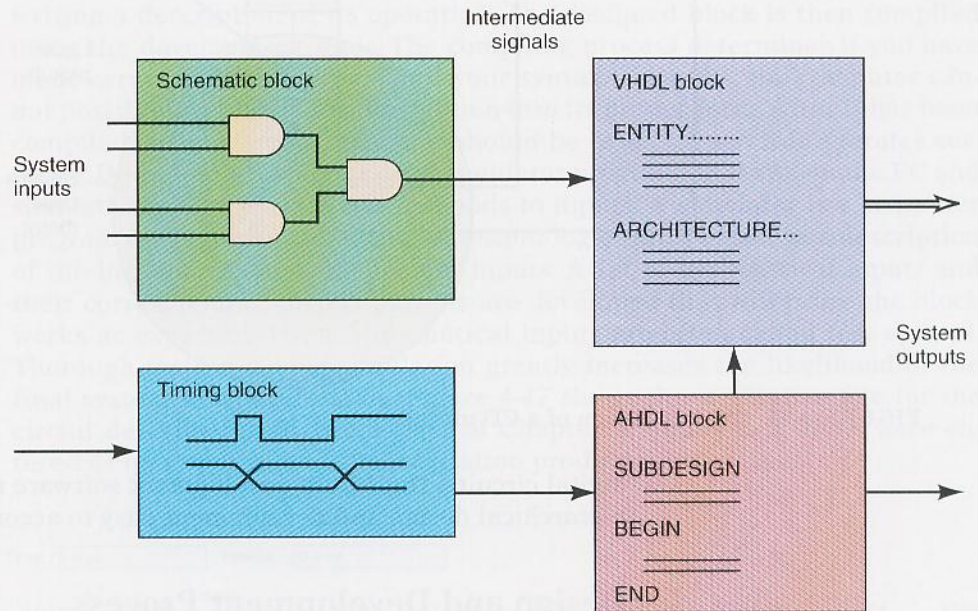 Intermediate
signals
Schematic block
System
inputs
VHDL block
ENTITY.........
ARCHITECTURE...
System
outputs
Timing block
AHDL block
SUBDESIGN
BEGIN
END